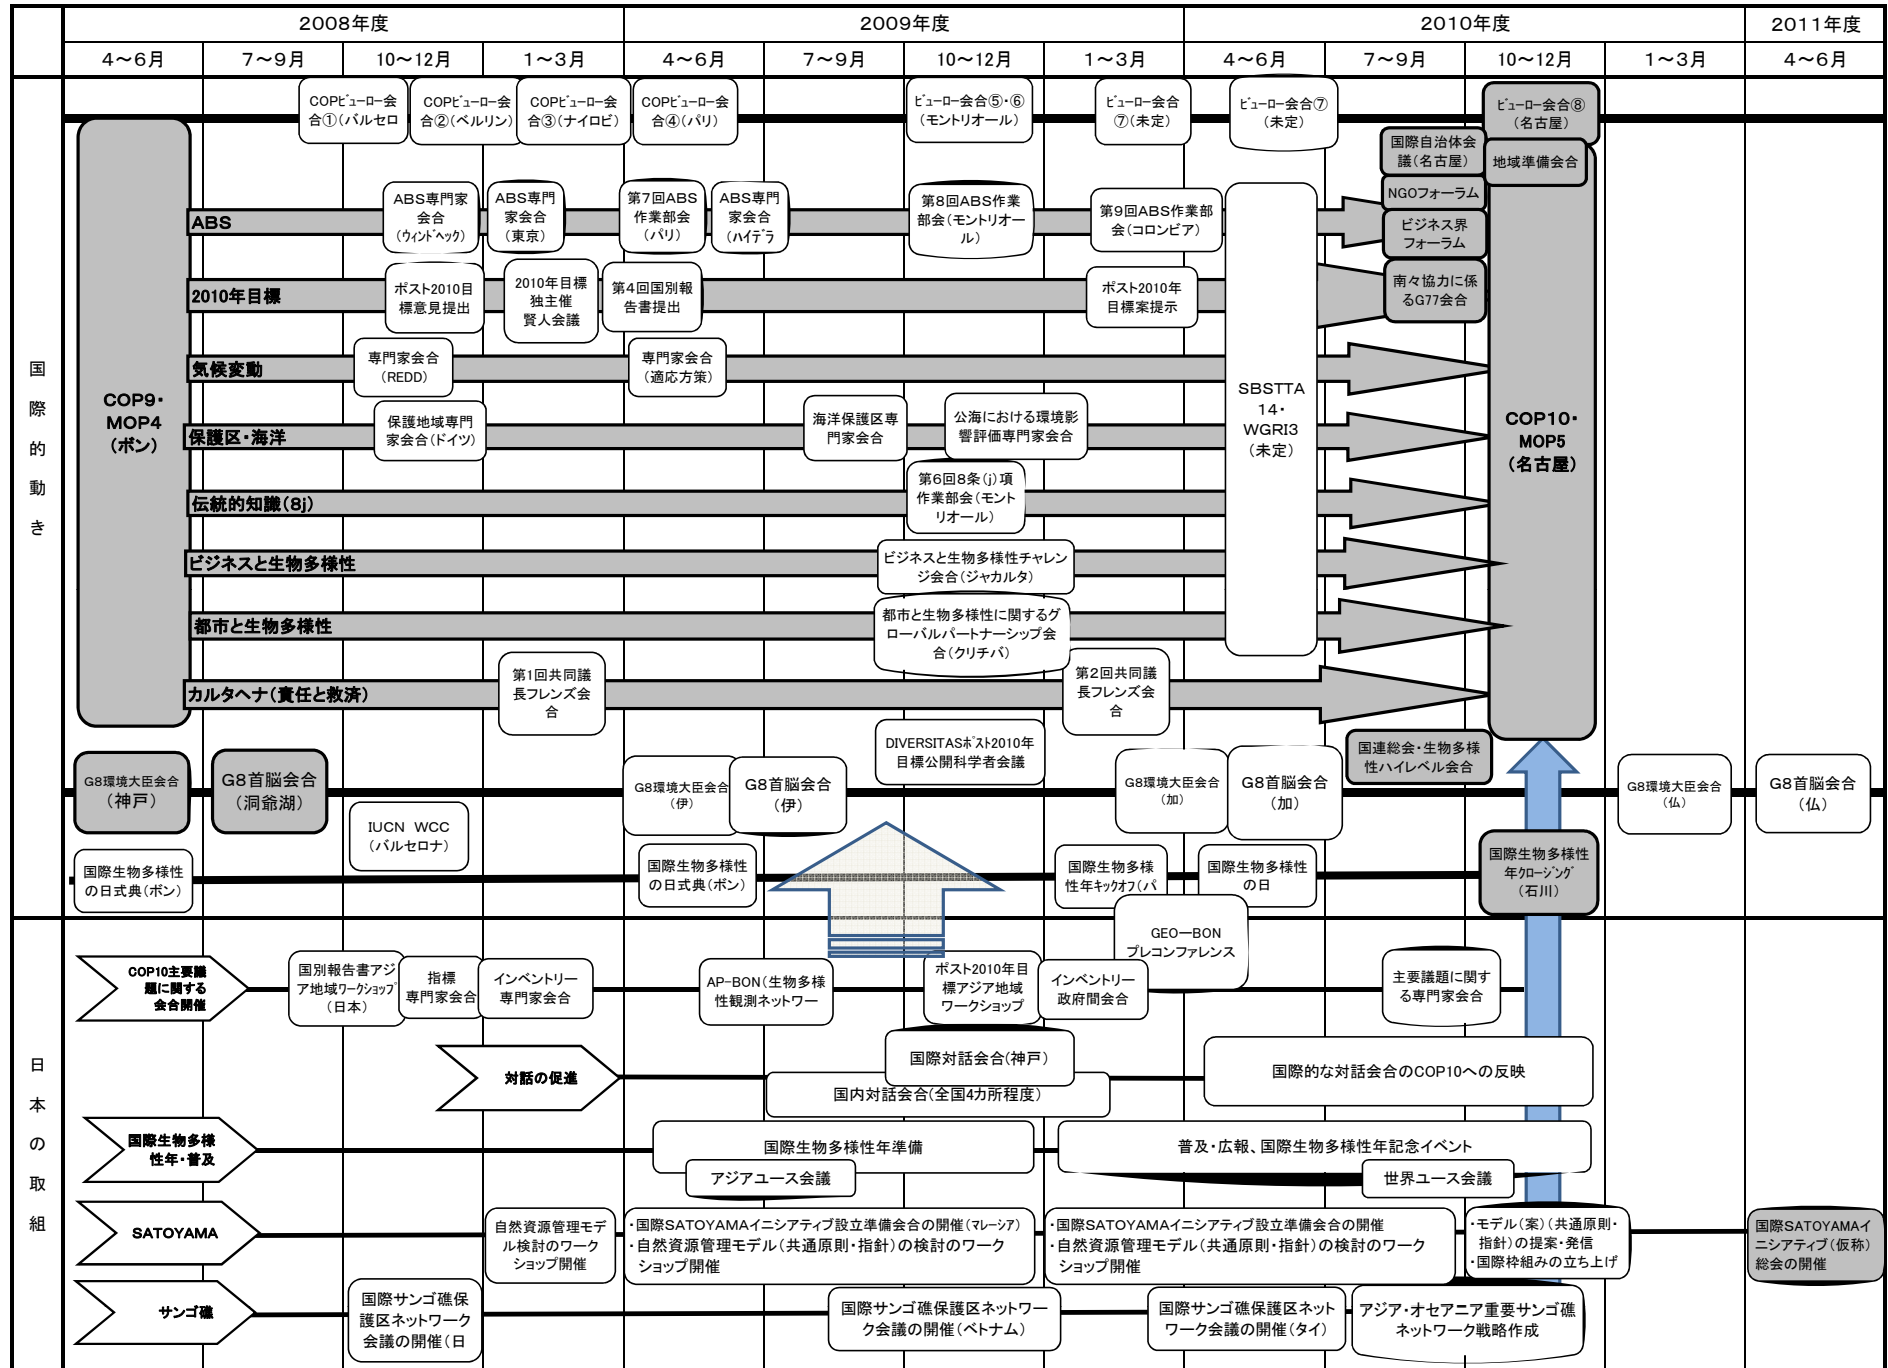 2008年度
2009年度
2010年度
2011年度
4～6月
7～9月
10～12月
1～3月
4～6月
7～9月
10～12月
1～3月
4～6月
7～9月
10～12月
1～3月
4～6月
国際的動き
COPﾋﾞｭｰﾛｰ会
合①(バルセロ
COPﾋﾞｭｰﾛｰ会
合②(ベルリン
COPﾋﾞｭｰﾛｰ会
合③(ナイロビ)
COPﾋﾞｭｰﾛｰ会
合④(パリ)
ﾋﾞｭｰﾛｰ会合⑤・⑥
(モントリオール)
ﾋﾞｭｰﾛｰ会合
⑦(未定)
ﾋﾞｭｰﾛｰ会合⑦
(未定)
ﾋﾞｭｰﾛｰ会合⑧
(名古屋)
国際自治体会
議(名古屋)
地域準備会合
NGOフォーラム
ビジネス界
フォーラム
南々協力に係
るG77会合
COP9・
MOP4
(ボン)
ABS
ABS専門家
会合
(ｳｨﾝﾄﾞﾍｯｸ)
ABS専門
家会合
(東京)
第7回ABS
作業部会
(パリ)
ABS専門
家会合
(ﾊｲﾃﾞﾗ
第8回ABS作業
部会(モントリオー
ル)
第9回ABS作業部
会(コロンビア)
2010年目標
ポスト2010目
標意見提出
2010年目標
独主催
賢人会議
第4回国別報
告書提出
ポスト2010年
目標案提示
気候変動
専門家会合
(REDD)
専門家会合
(適応方策)
SBSTTA
14・
WGRI3
(未定)
COP10・
MOP5
(名古屋)
保護区・海洋
保護地域専門
家会合(ドイツ)
海洋保護区専
門家会合
公海における環境影
響評価専門家会合
伝統的知識(8j)
第6回8条(j)項
作業部会(モント
リオール)
ビジネスと生物多様性
ビジネスと生物多様性チャレン
ジ会合(ジャカルタ)
都市と生物多様性
都市と生物多様性に関するグ
ローバルパートナーシップ会
合(クリチバ)
カルタヘナ(責任と救済)
第1回共同議
長フレンズ会
合
第2回共同議
長フレンズ会
合
DIVERSITASﾎﾟｽﾄ2010年
目標公開科学者会議
国連総会・生物多様
性ハイレベル会合
G8環境大臣会合
(神戸)
G8首脳会合
(洞爺湖)
IUCN WCC
(バルセロナ)
G8環境大臣会合
(伊)
G8首脳会合
(伊)
G8環境大臣会合
(加)
G8首脳会合
(加)
G8環境大臣会合
(仏)
G8首脳会合
(仏)
国際生物多様性
の日式典(ボン)
国際生物多様性
の日式典(ボン)
国際生物多様
性年キックオフ(パ
国際生物多様性
の日
国際生物多様性
年ｸﾛｰｼﾞﾝｸﾞ
(石川)
日本の取組
COP10主要議
題に関する
会合開催
国別報告書アジ
ア地域ﾜｰｸｼｮｯﾌﾟ
(日本)
指標
専門家会合
インベントリー
専門家会合
AP-BON(生物多様
性観測ネットワー
ポスト2010年目
標アジア地域
ワークショップ
インベントリー
政府間会合
GEO－BON
プレコンファレンス
主要議題に関す
る専門家会合
対話の促進
国際対話会合(神戸)
国内対話会合(全国4カ所程度)
国際的な対話会合のCOP10への反映
国際生物多様
性年・普及
国際生物多様性年準備
アジアユース会議
普及・広報、国際生物多様性年記念イベント
世界ユース会議
SATOYAMA
自然資源管理モデ
ル検討のワーク
ショップ開催
・国際SATOYAMAイニシアティブ設立準備会合の開催(ﾏﾚｰｼｱ)
・自然資源管理モデル(共通原則・指針)の検討のワーク
ショップ開催
・国際SATOYAMAイニシアティブ設立準備会合の開催
・自然資源管理モデル(共通原則・指針)の検討のワーク
ショップ開催
・モデル(案)(共通原則・
指針)の提案・発信
・国際枠組みの立ち上げ
国際SATOYAMAイ
ニシアティブ(仮称)
総会の開催
サンゴ礁
国際サンゴ礁保
護区ネットワーク
会議の開催(日
国際サンゴ礁保護区ネットワー
ク会議の開催(ベトナム)
国際サンゴ礁保護区ネット
ワーク会議の開催(タイ)
アジア・オセアニア重要サンゴ礁
ネットワーク戦略作成